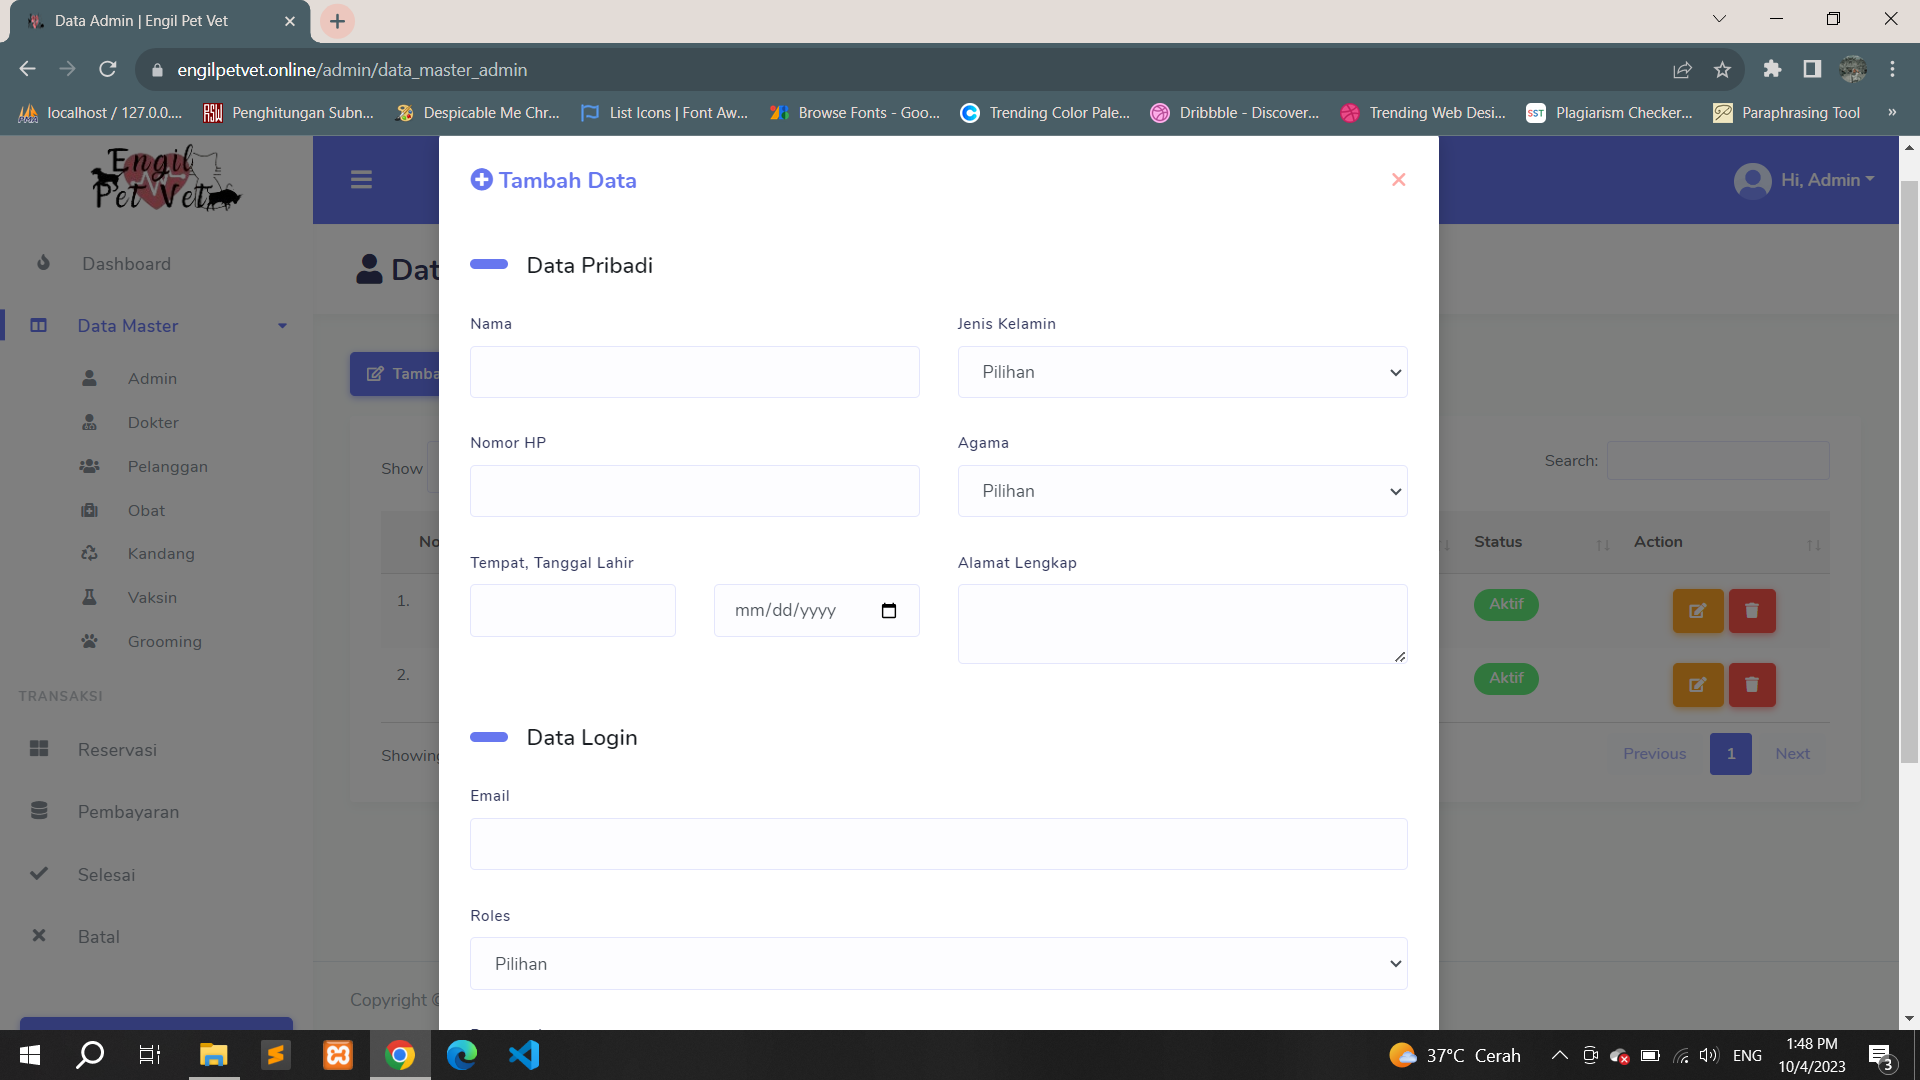 Data Admin | Engil Pet Vet
engilpetvet.online/admin/data_master_admin
localhost / 127.0.0....
Penghitungan Subn...
Despicable Me Chr...
List Icons | Font Aw...
Browse Fonts - Goo...
Trending Color Pale...
Dribbble - Discover...
Trending Web Desi...
Plagiarism Checker...
Paraphrasing Tool
»
Engil
Pet Vet
Hi, Admin
Dashboard
Data Master
Admin
Dokter
Pelanggan
Obat
Kandang
Vaksin
Grooming
TRANSAKSI
Reservasi
Pembayaran
Selesai
Batal
Tambah Data
Data Pribadi
Nama
Jenis Kelamin
Pilihan
Nomor HP
Agama
Pilihan
Tempat, Tanggal Lahir
mm/dd/yyyy
Alamat Lengkap
Data Login
Email
Roles
Pilihan
Show
Search:
Status
Action
1.
Aktif
2.
Aktif
Previous
1
Next
Copyright
37°C Cerah
ENG
1:48 PM
10/4/2023
3